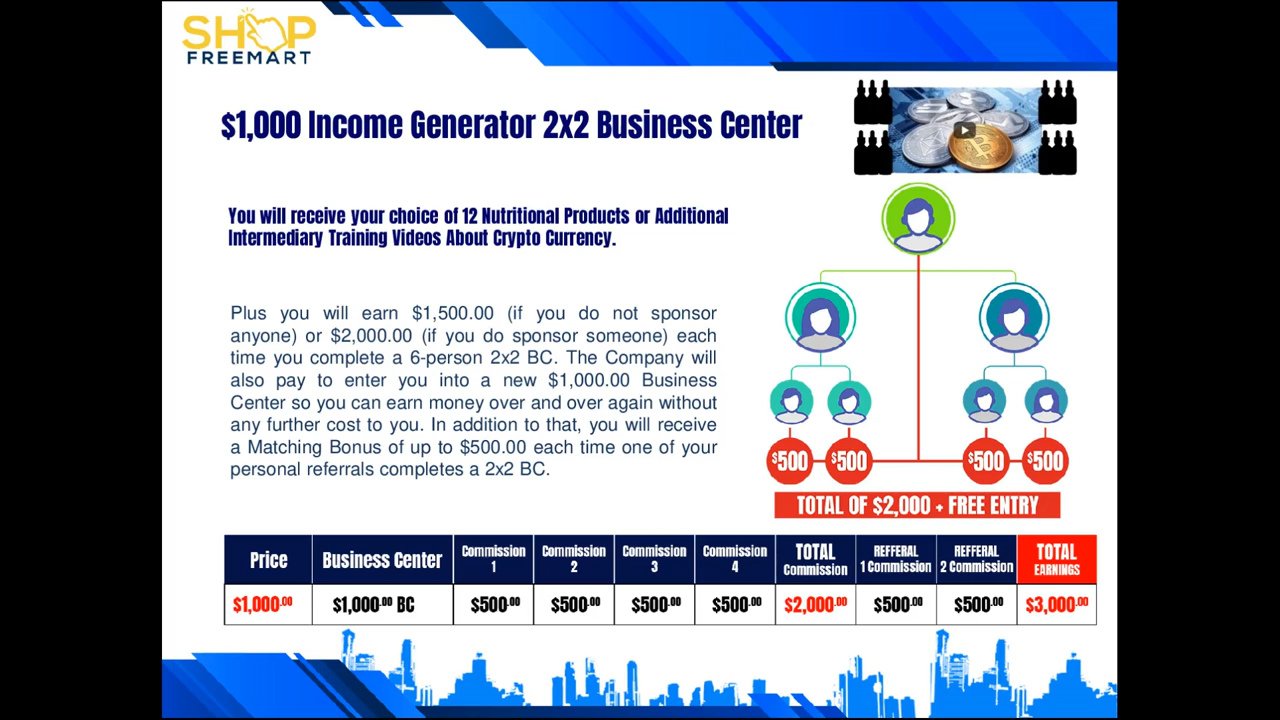 SHOP
FREEMART
$1,000 Income Generator 2x2 Business Center
You will receive your choice of 12 Nutritional Products or Additional
Intermediary Training Videos About Crypto Currency.
Plus you will earn $1,500.00 (if you do not sponsor
anyone) or $2,000.00 (if you do sponsor someone) each
time you complete a 6-person 2x2 BC. The Company will
also pay to enter you into a new $1,000.00 Business
Center so you can earn money over and over again without
any further cost to you. In addition to that, you will receive
a Matching Bonus of up to $500.00 each time one of your
personal referrals completes a 2x2 BC.
$500 $500 $500 $500
TOTAL OF $2,000 + FREE ENTRY
Price Business Center Commission 1 Commission 2 Commission 3 Commission 4 TOTAL Commission REFFERAL 1 Commission REFFERAL 2 Commission TOTAL EARNINGS
$1,000.00 $1,000.00 BC $500.00 $500.00 $500.00 $500.00 $2,000.00 $500.00 $500.00 $3,000.00